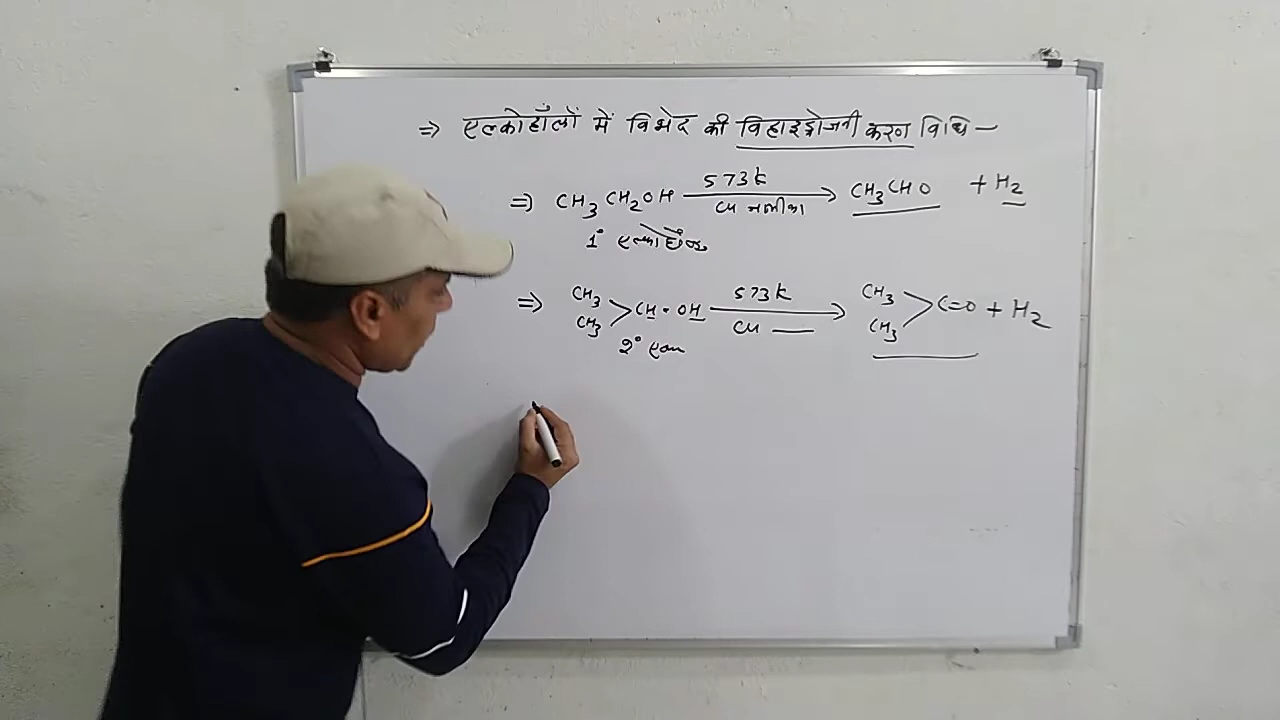 ⇒ एल्कोहॉलों में विभेद की विहाइड्रोजनीकरण विधि –
573k
⇒ CH3CH2OH → CH3CHO + H2
Cu नलीका
1° एल्कोहॉल
573k
⇒ CH3 CH3 > CH - OH → CH3 CH3 > C=O + H2
Cu
2° एल्